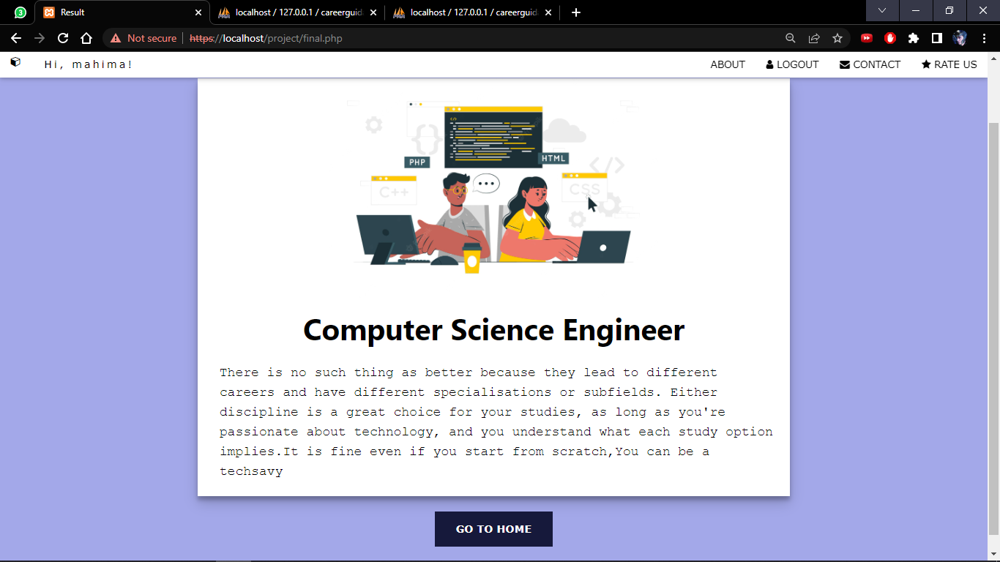 3
Result
localhost / 127.0.0.1 / careerguid
localhost / 127.0.0.1 / careerguid
Not secure
https://localhost/project/final.php
Hi, mahima!
ABOUT
LOGOUT
CONTACT
RATE US
</>
{}
PHP
HTML
</>
C++
CSS
Computer Science Engineer
There is no such thing as better because they lead to different
careers and have different specialisations or subfields. Either
discipline is a great choice for your studies, as long as you're
passionate about technology, and you understand what each study option
implies.It is fine even if you start from scratch,You can be a
techsavy
GO TO HOME